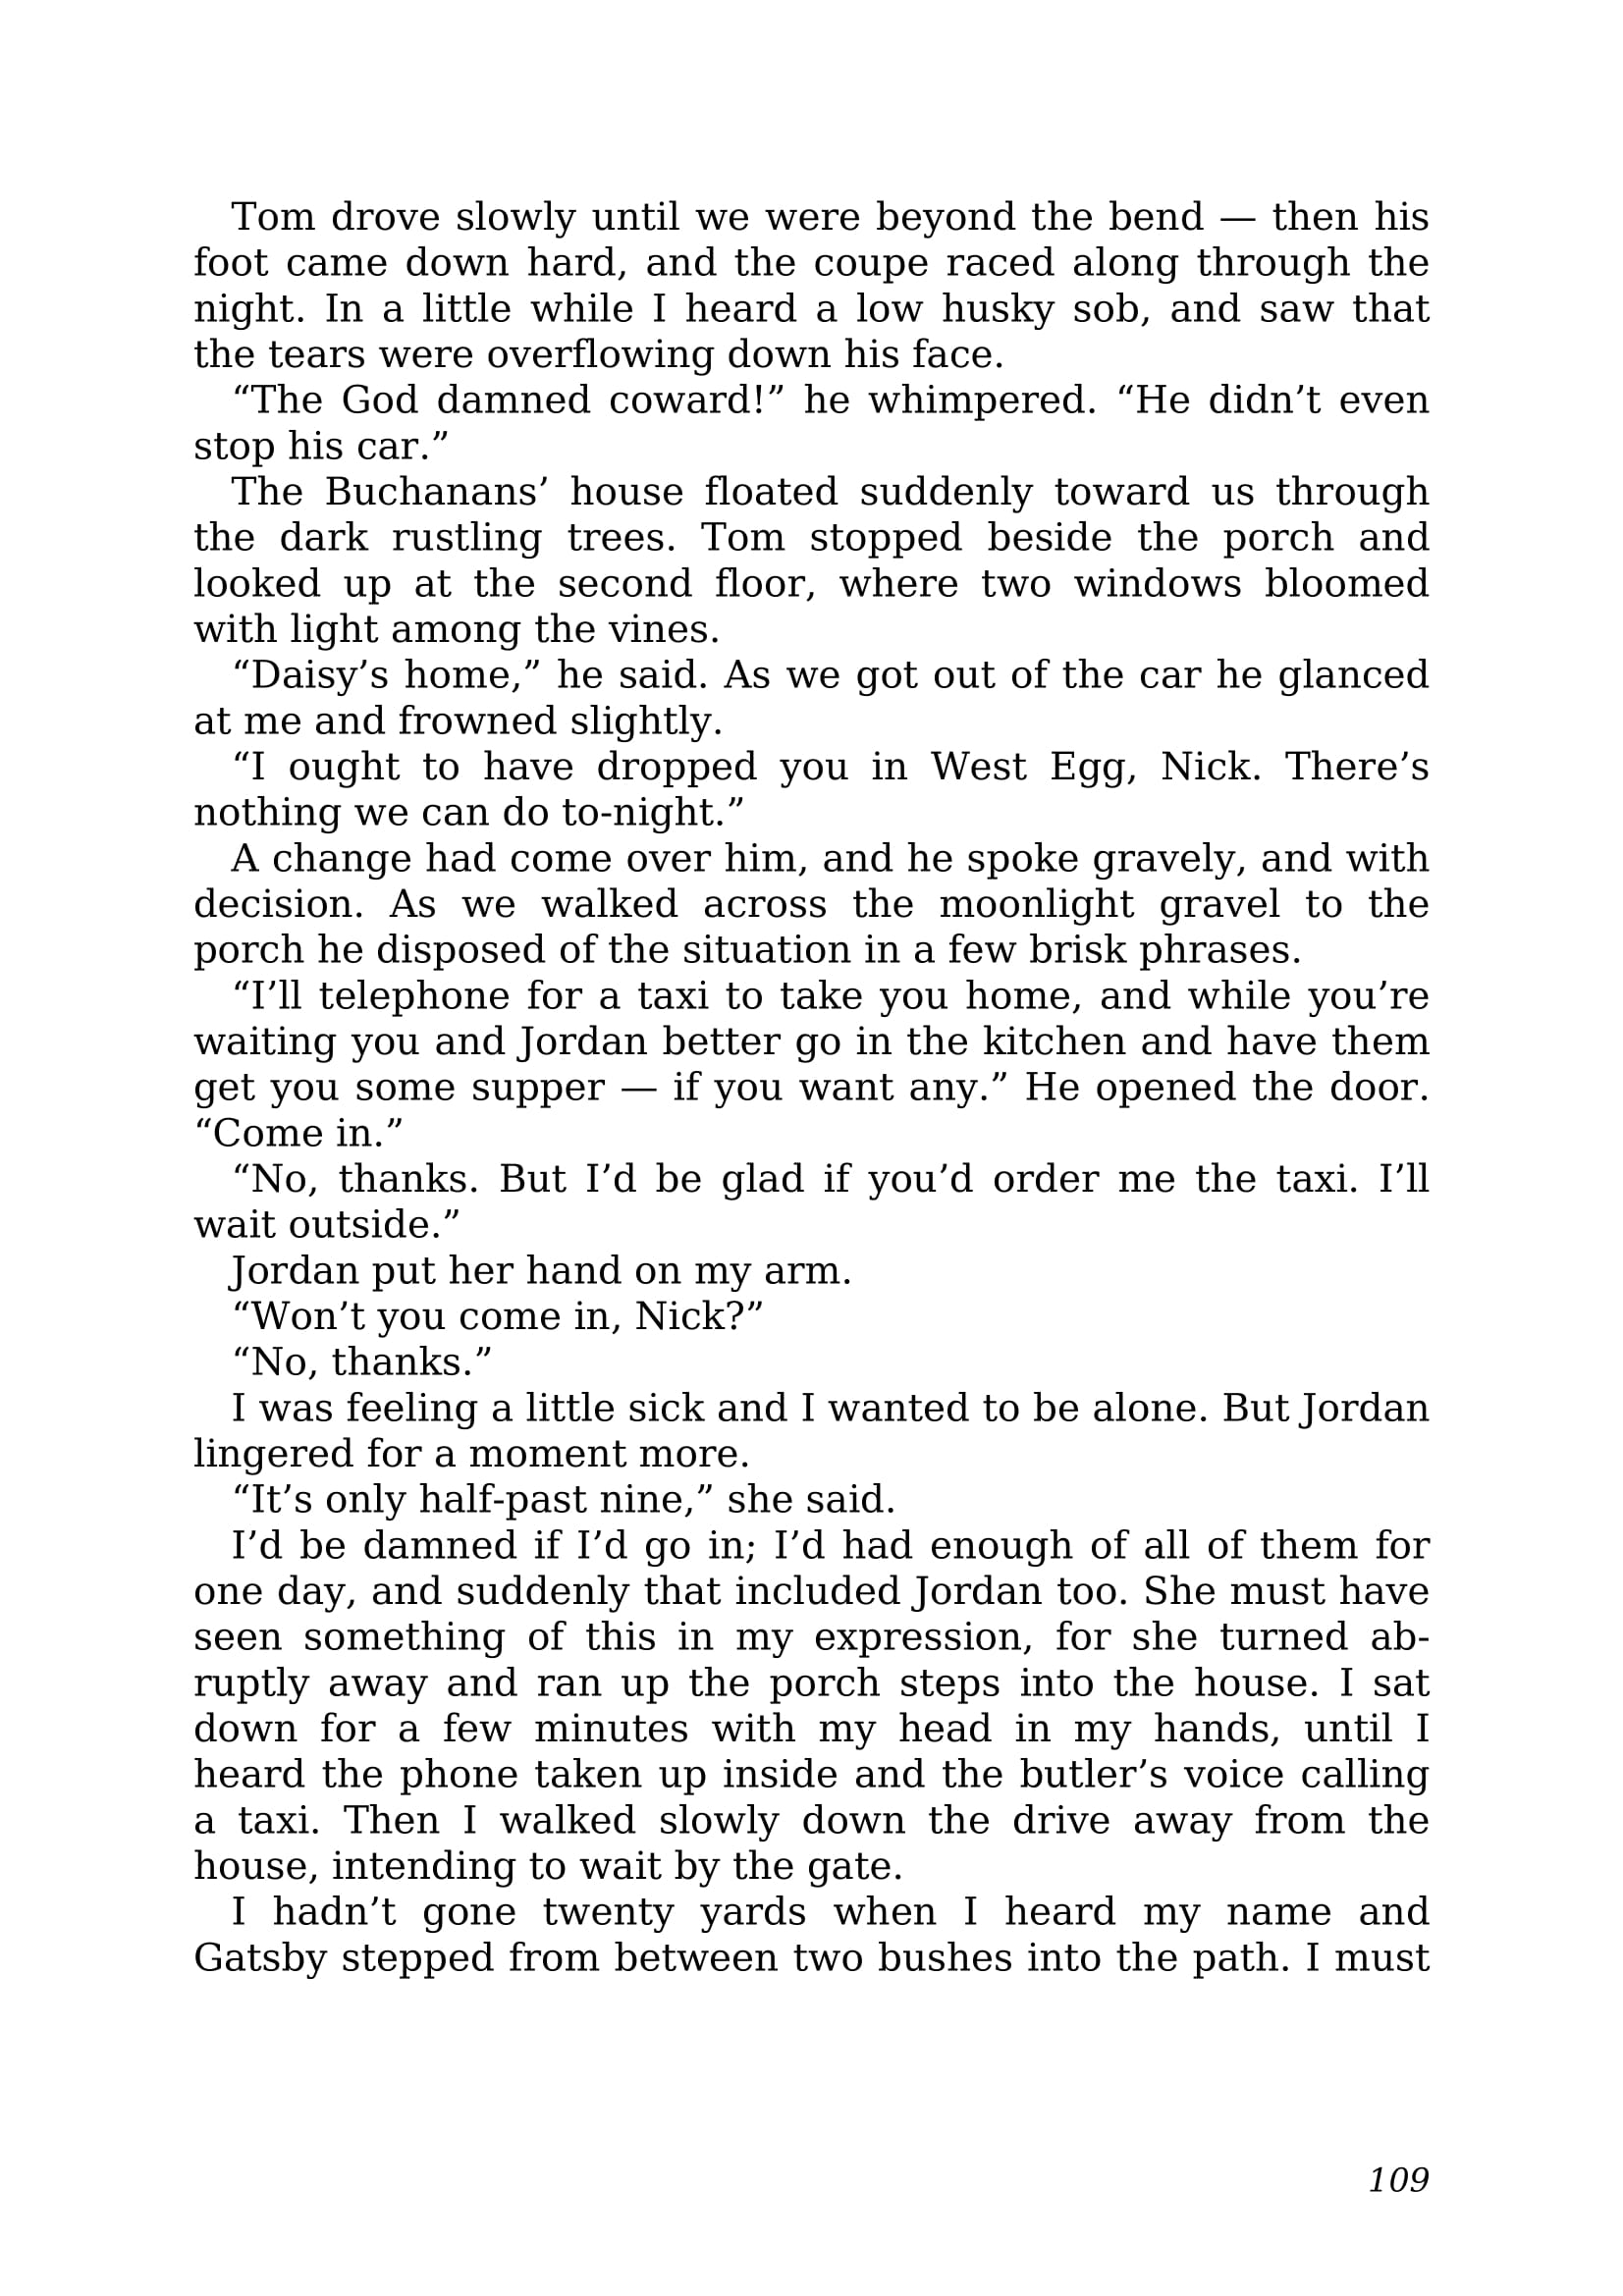 Tom drove slowly until we were beyond the bend — then his
foot came down hard, and the coupe raced along through the
night. In a little while I heard a low husky sob, and saw that
the tears were overflowing down his face.
“The God damned coward!” he whimpered. “He didn’t even
stop his car.”
The Buchanans’ house floated suddenly toward us through
the dark rustling trees. Tom stopped beside the porch and
looked up at the second floor, where two windows bloomed
with light among the vines.
“Daisy’s home,” he said. As we got out of the car he glanced
at me and frowned slightly.
“I ought to have dropped you in West Egg, Nick. There’s
nothing we can do to-night.”
A change had come over him, and he spoke gravely, and with
decision. As we walked across the moonlight gravel to the
porch he disposed of the situation in a few brisk phrases.
“I’ll telephone for a taxi to take you home, and while you’re
waiting you and Jordan better go in the kitchen and have them
get you some supper — if you want any.” He opened the door.
“Come in.”
“No, thanks. But I’d be glad if you’d order me the taxi. I’ll
wait outside.”
Jordan put her hand on my arm.
“Won’t you come in, Nick?”
“No, thanks.”
I was feeling a little sick and I wanted to be alone. But Jordan
lingered for a moment more.
“It’s only half-past nine,” she said.
I’d be damned if I’d go in; I’d had enough of all of them for
one day, and suddenly that included Jordan too. She must have
seen something of this in my expression, for she turned ab-
ruptly away and ran up the porch steps into the house. I sat
down for a few minutes with my head in my hands, until I
heard the phone taken up inside and the butler’s voice calling
a taxi. Then I walked slowly down the drive away from the
house, intending to wait by the gate.
I hadn’t gone twenty yards when I heard my name and
Gatsby stepped from between two bushes into the path. I must
109